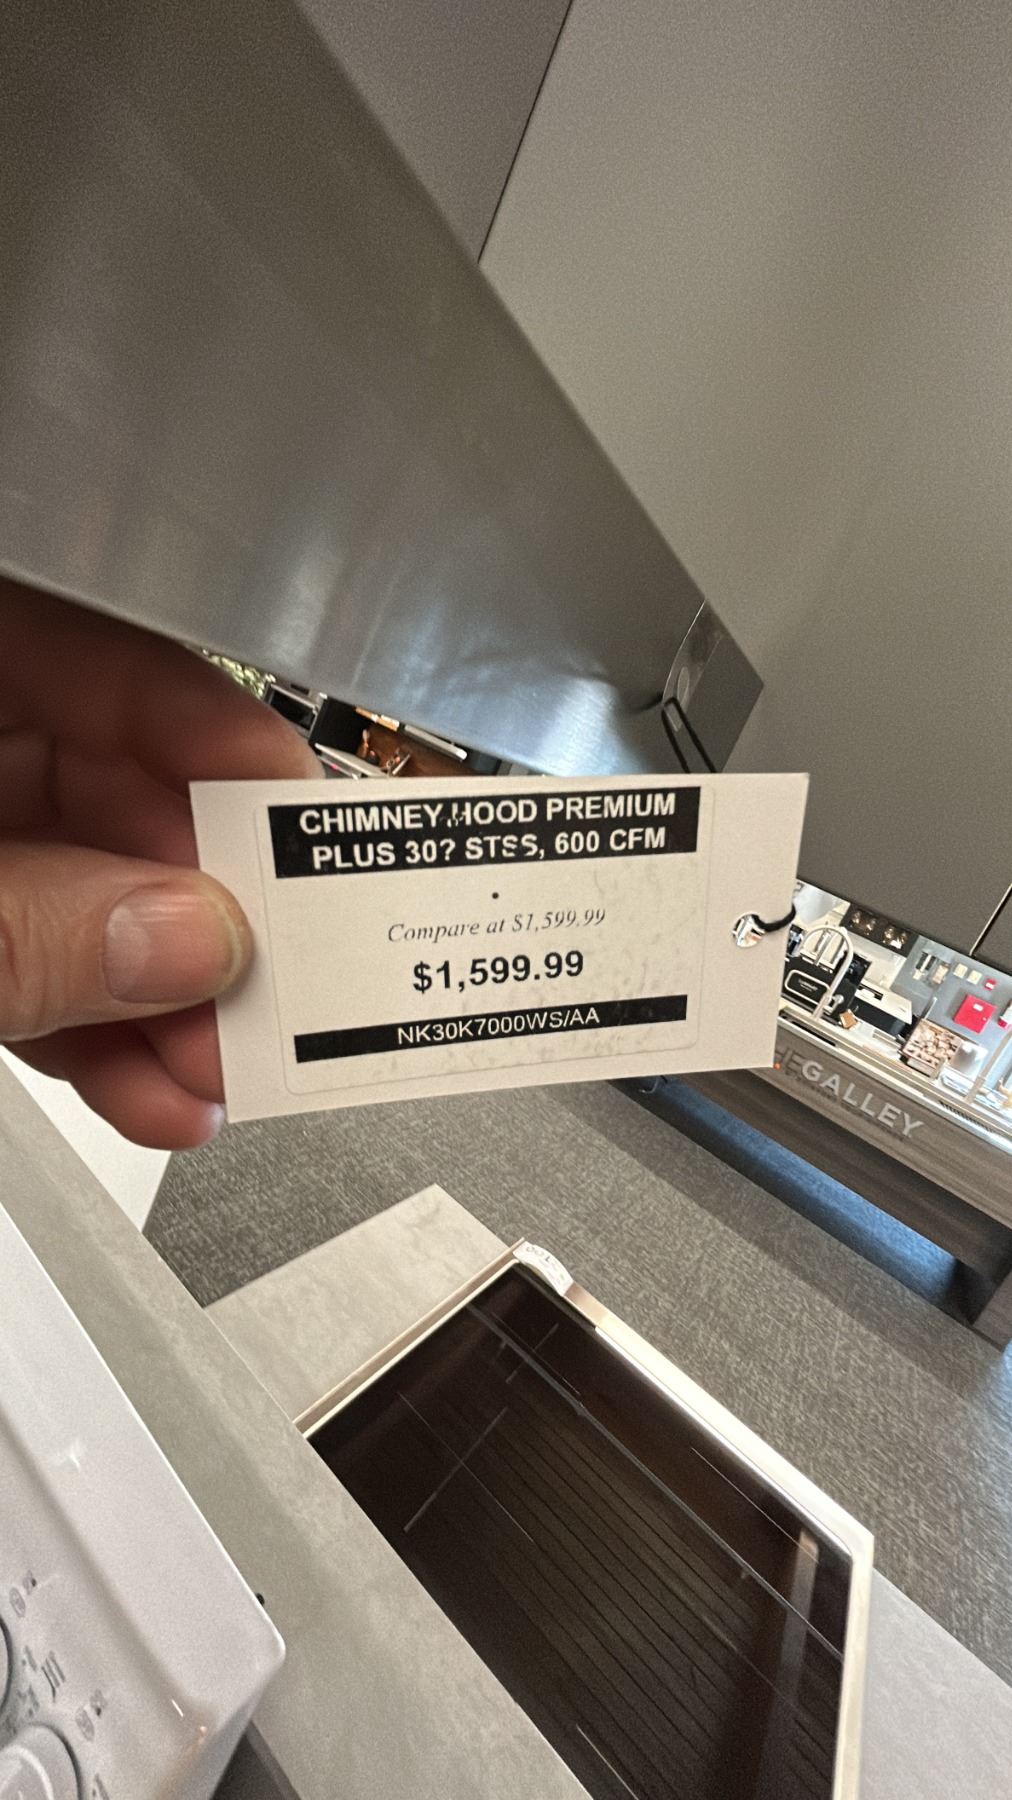 CHIMNEY HOOD PREMIUM
PLUS 30? STSS, 600 CFM
Compare at $1,599.99
$1,599.99
NK30K7000WS/AA
GALLEY